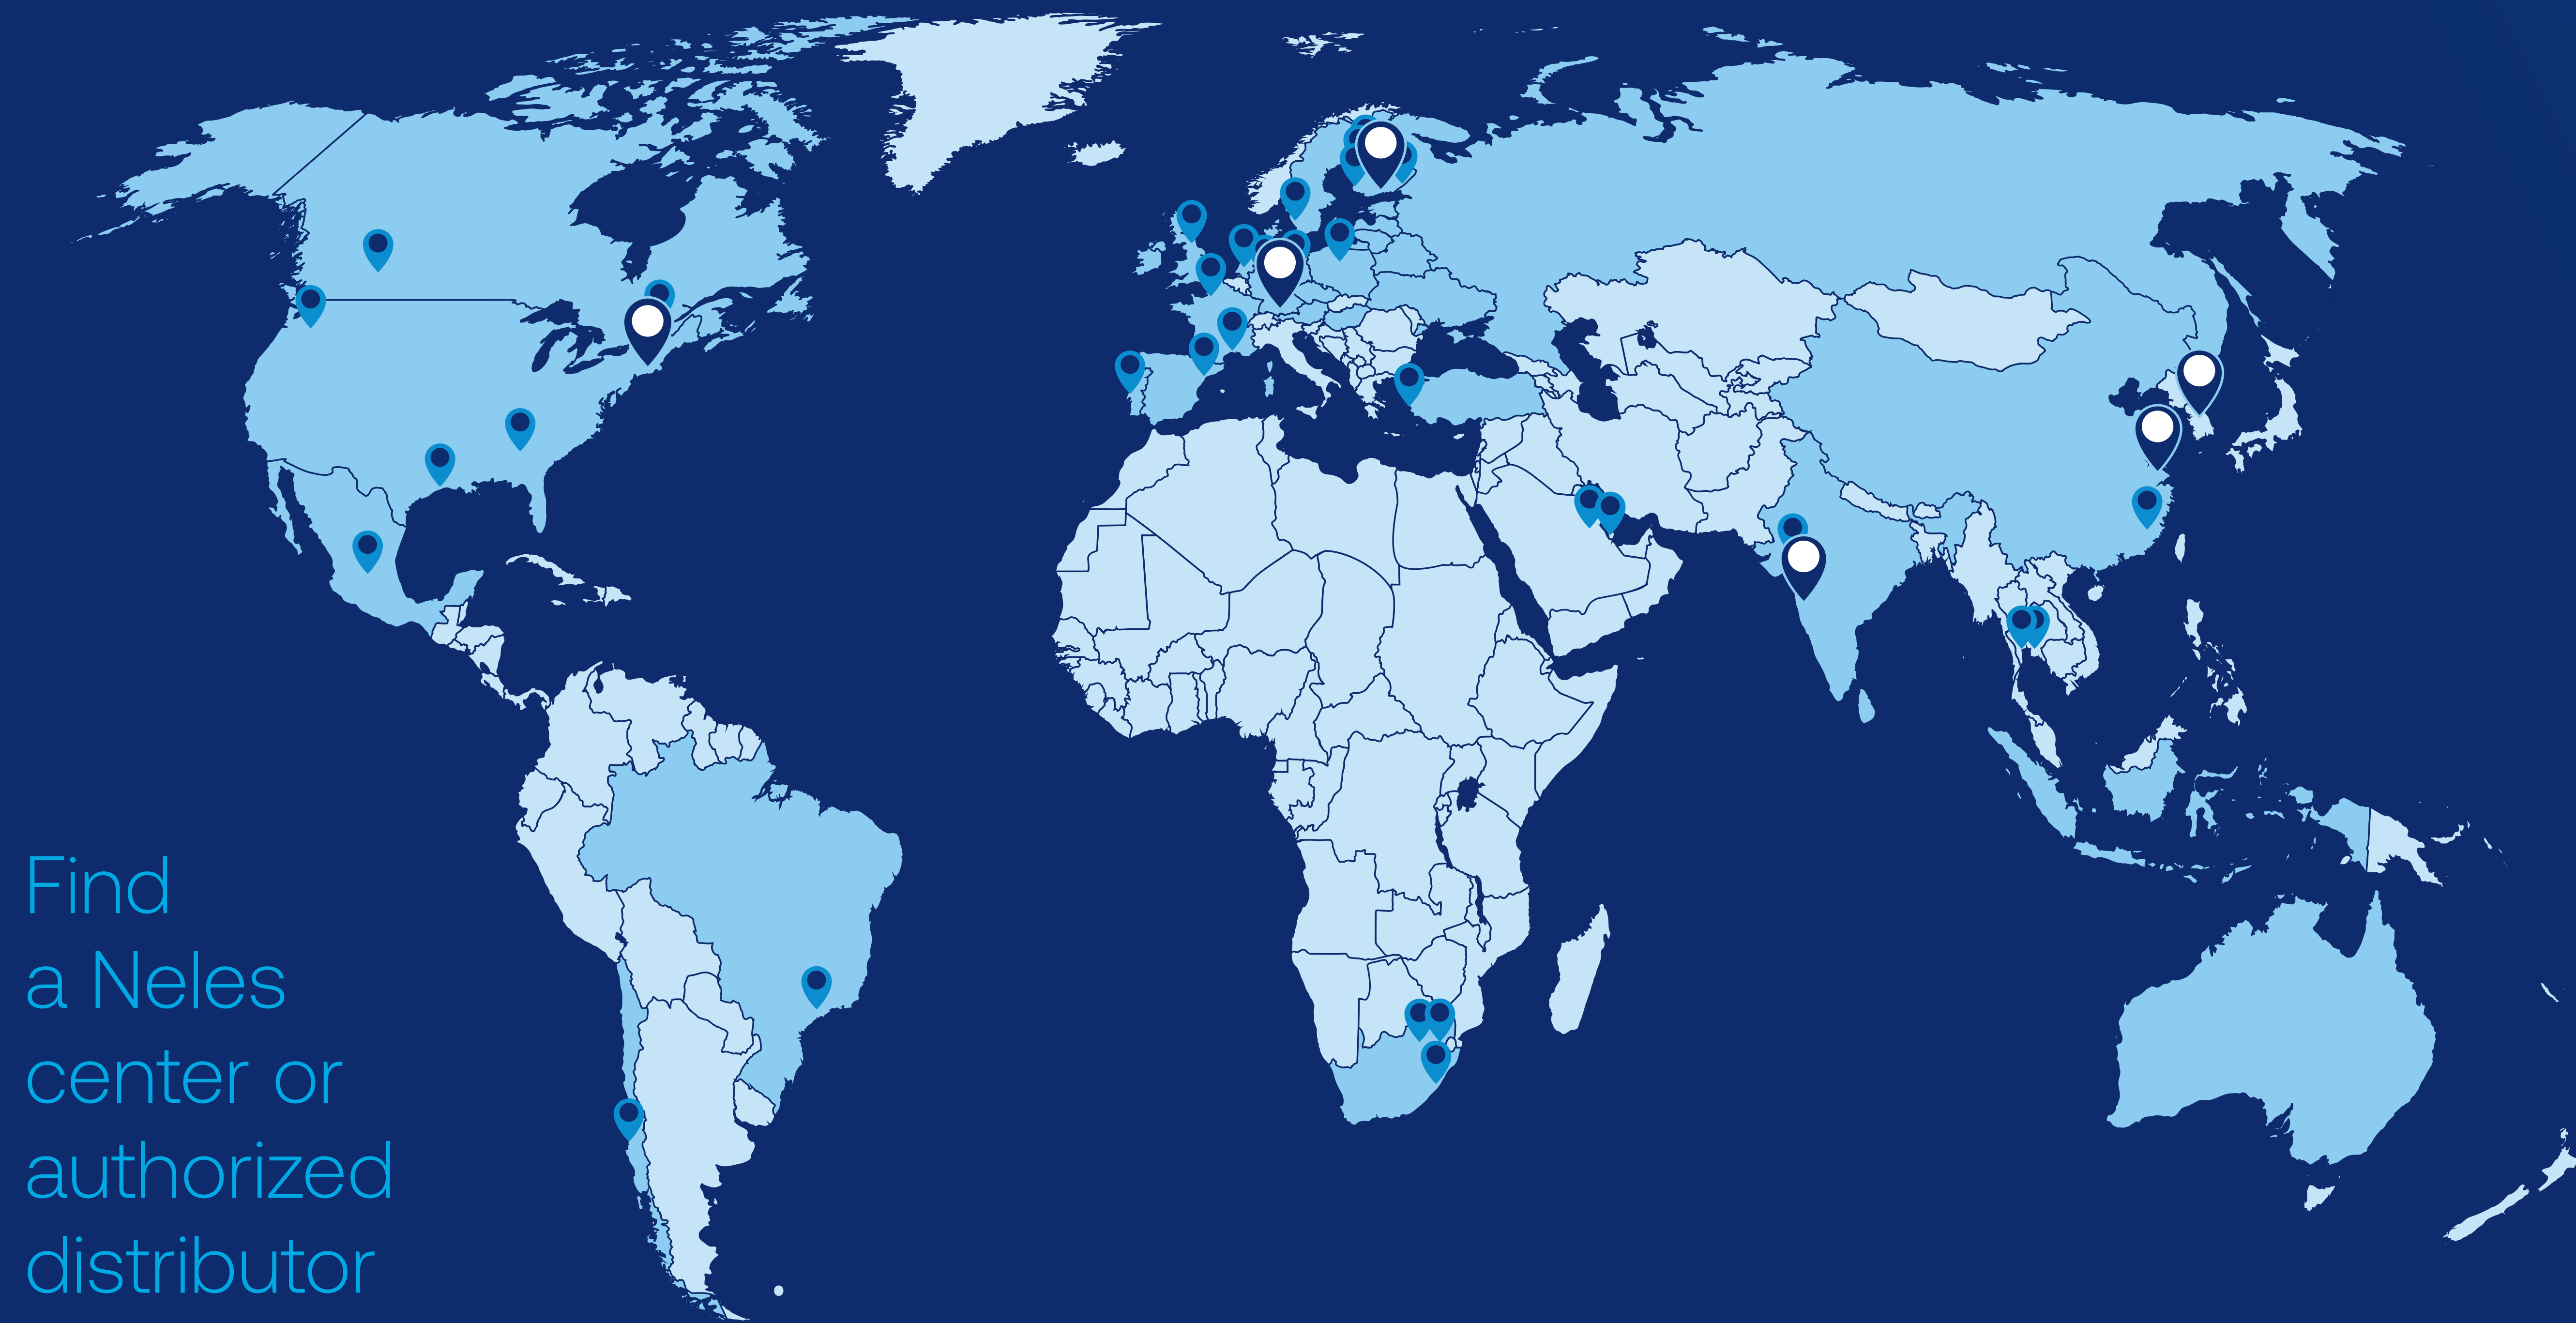 Find
a Neles
center or
authorized
distributor